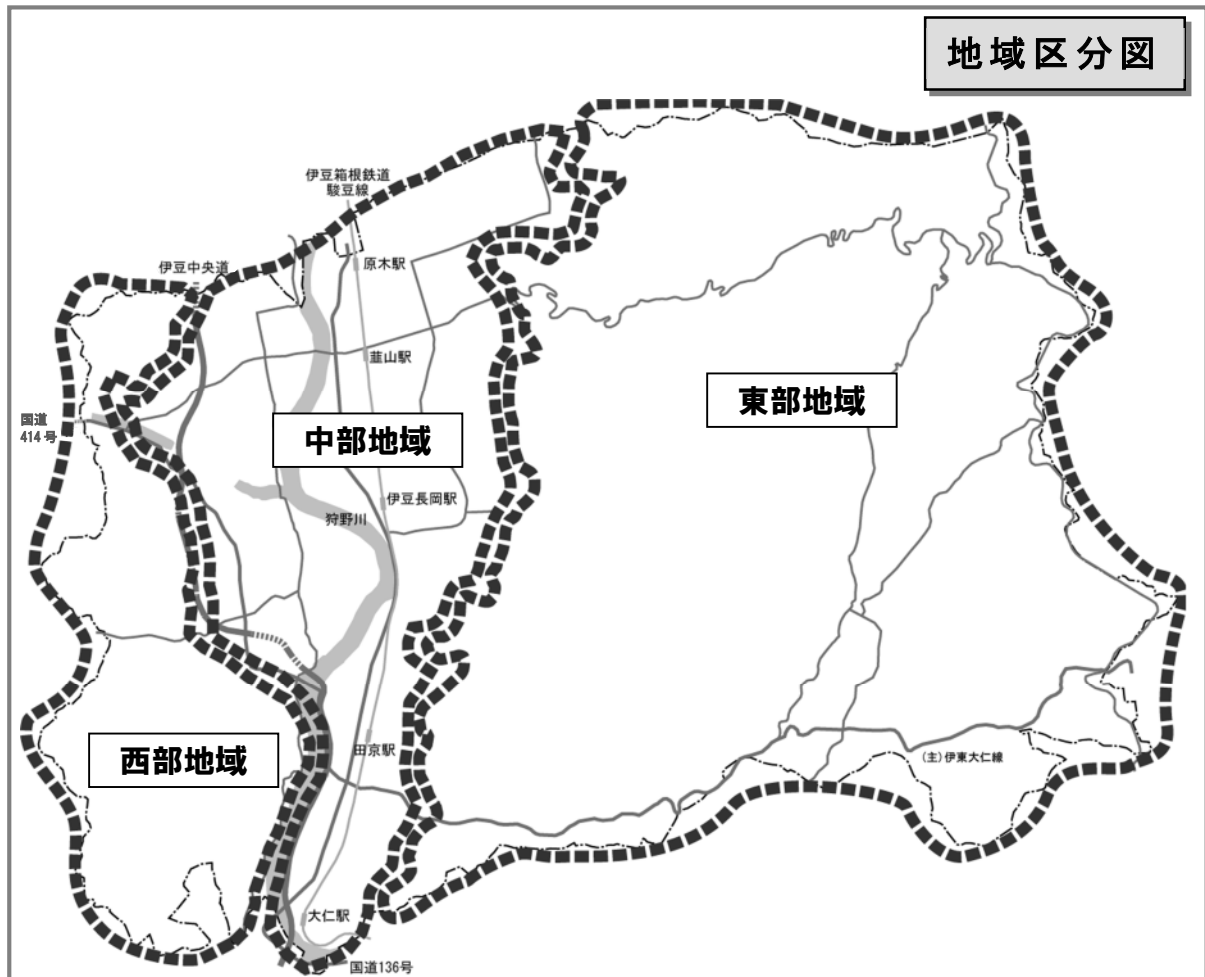 地域区分図
伊豆箱根鉄道
駿豆線
伊豆中央道
原木駅
韮山駅
東部地域
国道
414号
中部地域
伊豆長岡駅
狩野川
西部地域
田京駅
(主)伊東大仁線
大仁駅
国道136号